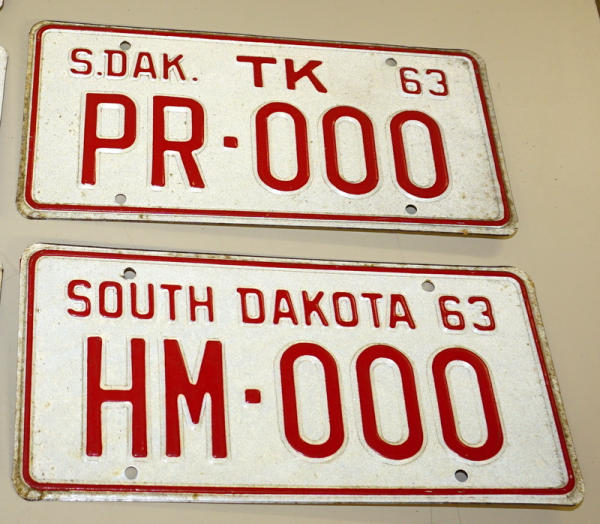 S.DAK. TK 63
PR·000
SOUTH DAKOTA 63
HM·000